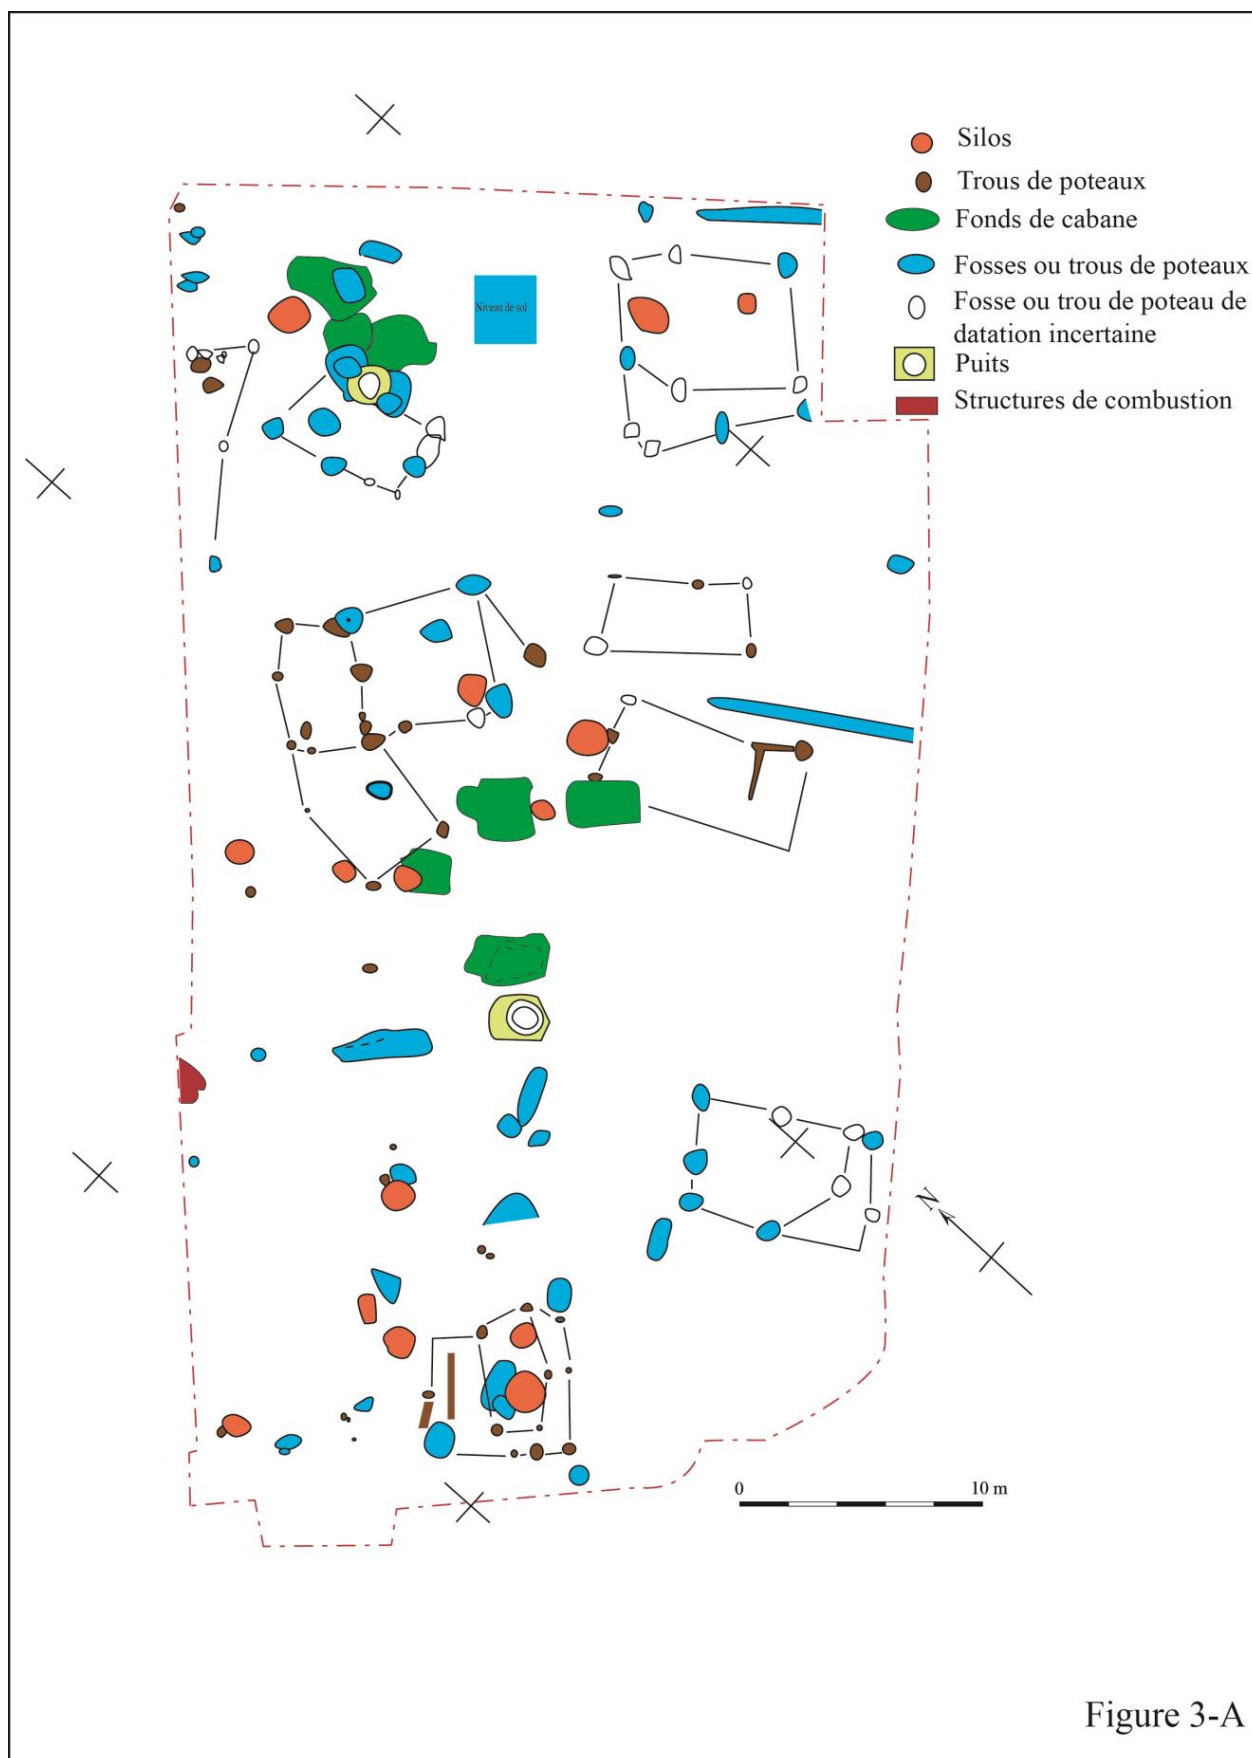 Silos
Trous de poteaux
Fonds de cabane
Fosses ou trous de poteaux
Fosse ou trou de poteau de
datation incertaine
Puits
Structures de combustion
Niveau de sol
N
0 10 m
Figure 3-A